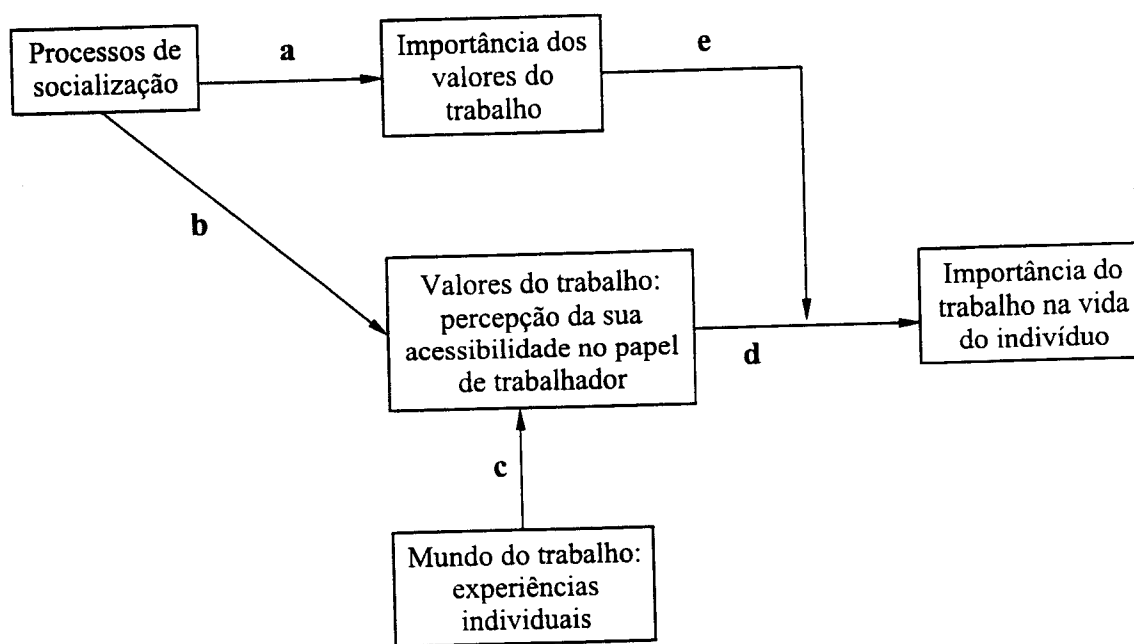 Processos de
socialização
a
Importância dos
valores do
trabalho
e
b
Valores do trabalho:
percepção da sua
acessibilidade no papel
de trabalhador
d
Importância do
trabalho na vida
do indivíduo
c
Mundo do trabalho:
experiências
individuais